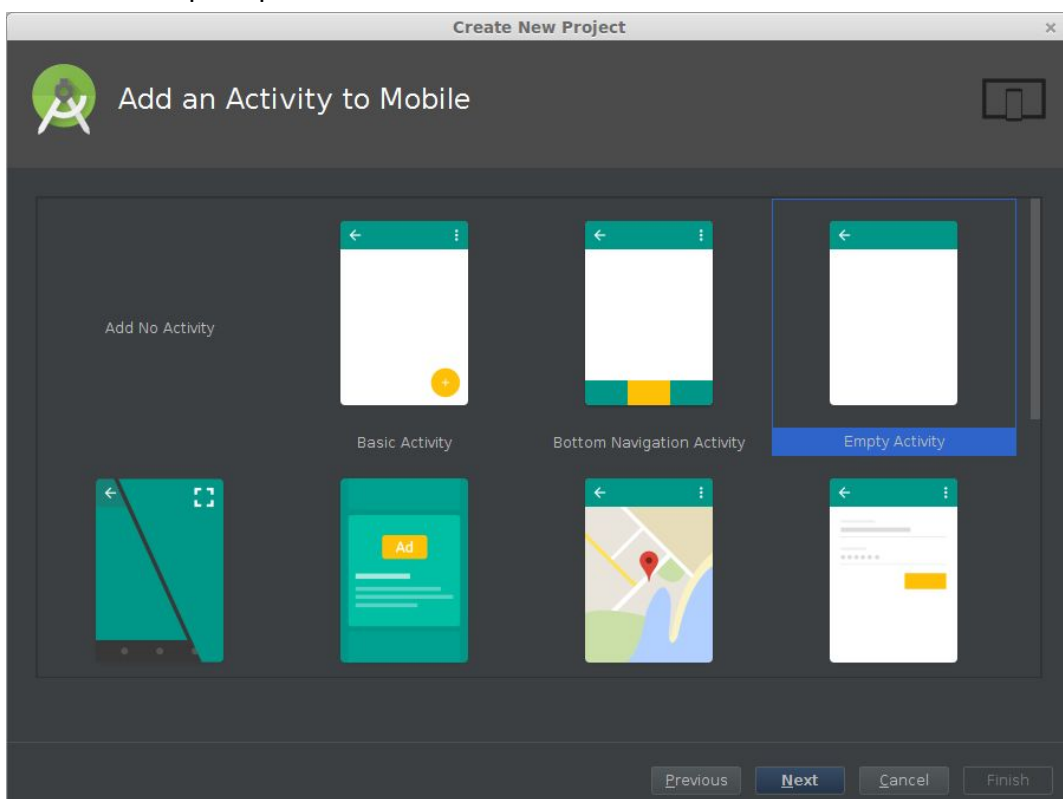 Create New Project
Add an Activity to Mobile
Add No Activity
Basic Activity
Bottom Navigation Activity
Empty Activity
Ad
Previous
Next
Cancel
Finish